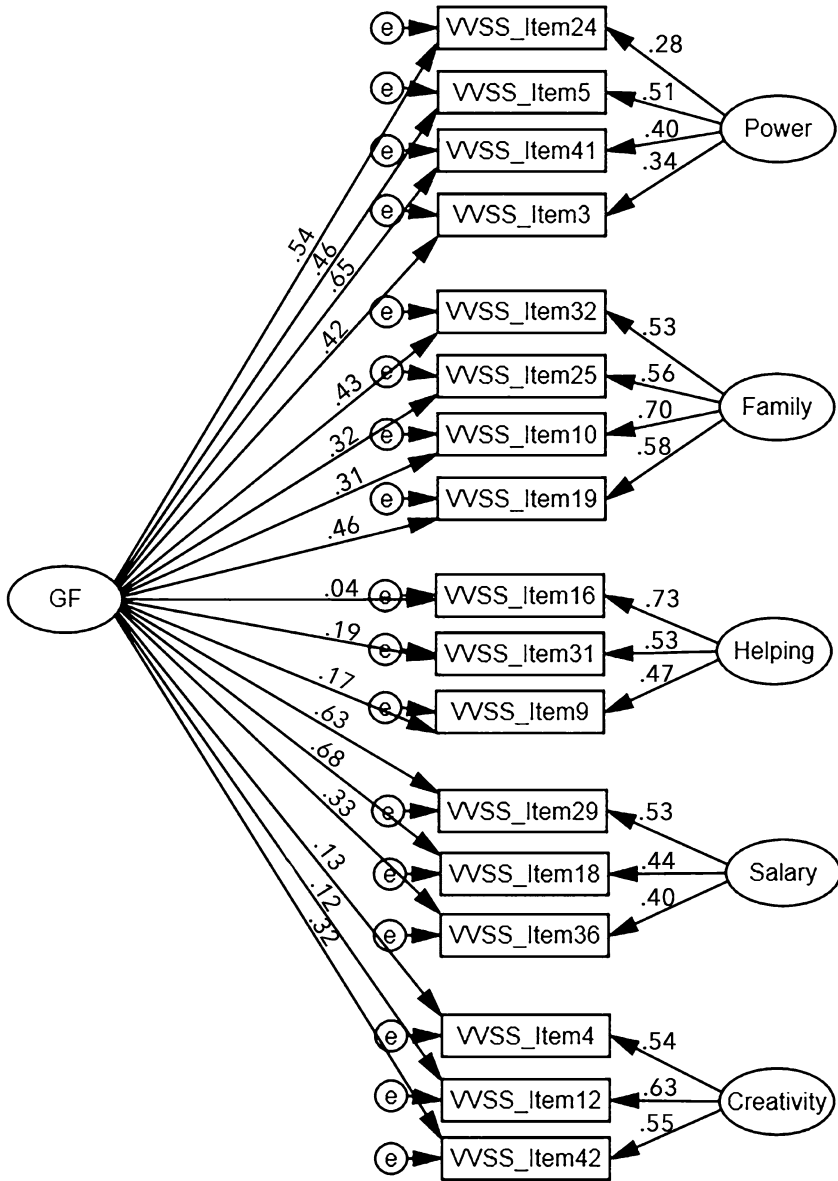 e VVSS_Item24 .28
e VVSS_Item5 .51
Power
e VVSS_Item41 .40
.34
e VVSS_Item3
.54
.46
.65
.42
e VVSS_Item32 .53
.43
e VVSS_Item25 .56
Family
.32
e VVSS_Item10 .70
.58
.31
e VVSS_Item19
.46
GF
.04 e VVSS_Item16 .73
.19 e VVSS_Item31 .53
Helping
.47
.17 e VVSS_Item9
.63
.68
.33
e VVSS_Item29 .53
.13
e VVSS_Item18 .44
Salary
.12
.40
.32
e VVSS_Item36
e VVSS_Item4 .54
e VVSS_Item12 .63
Creativity
.55
e VVSS_Item42